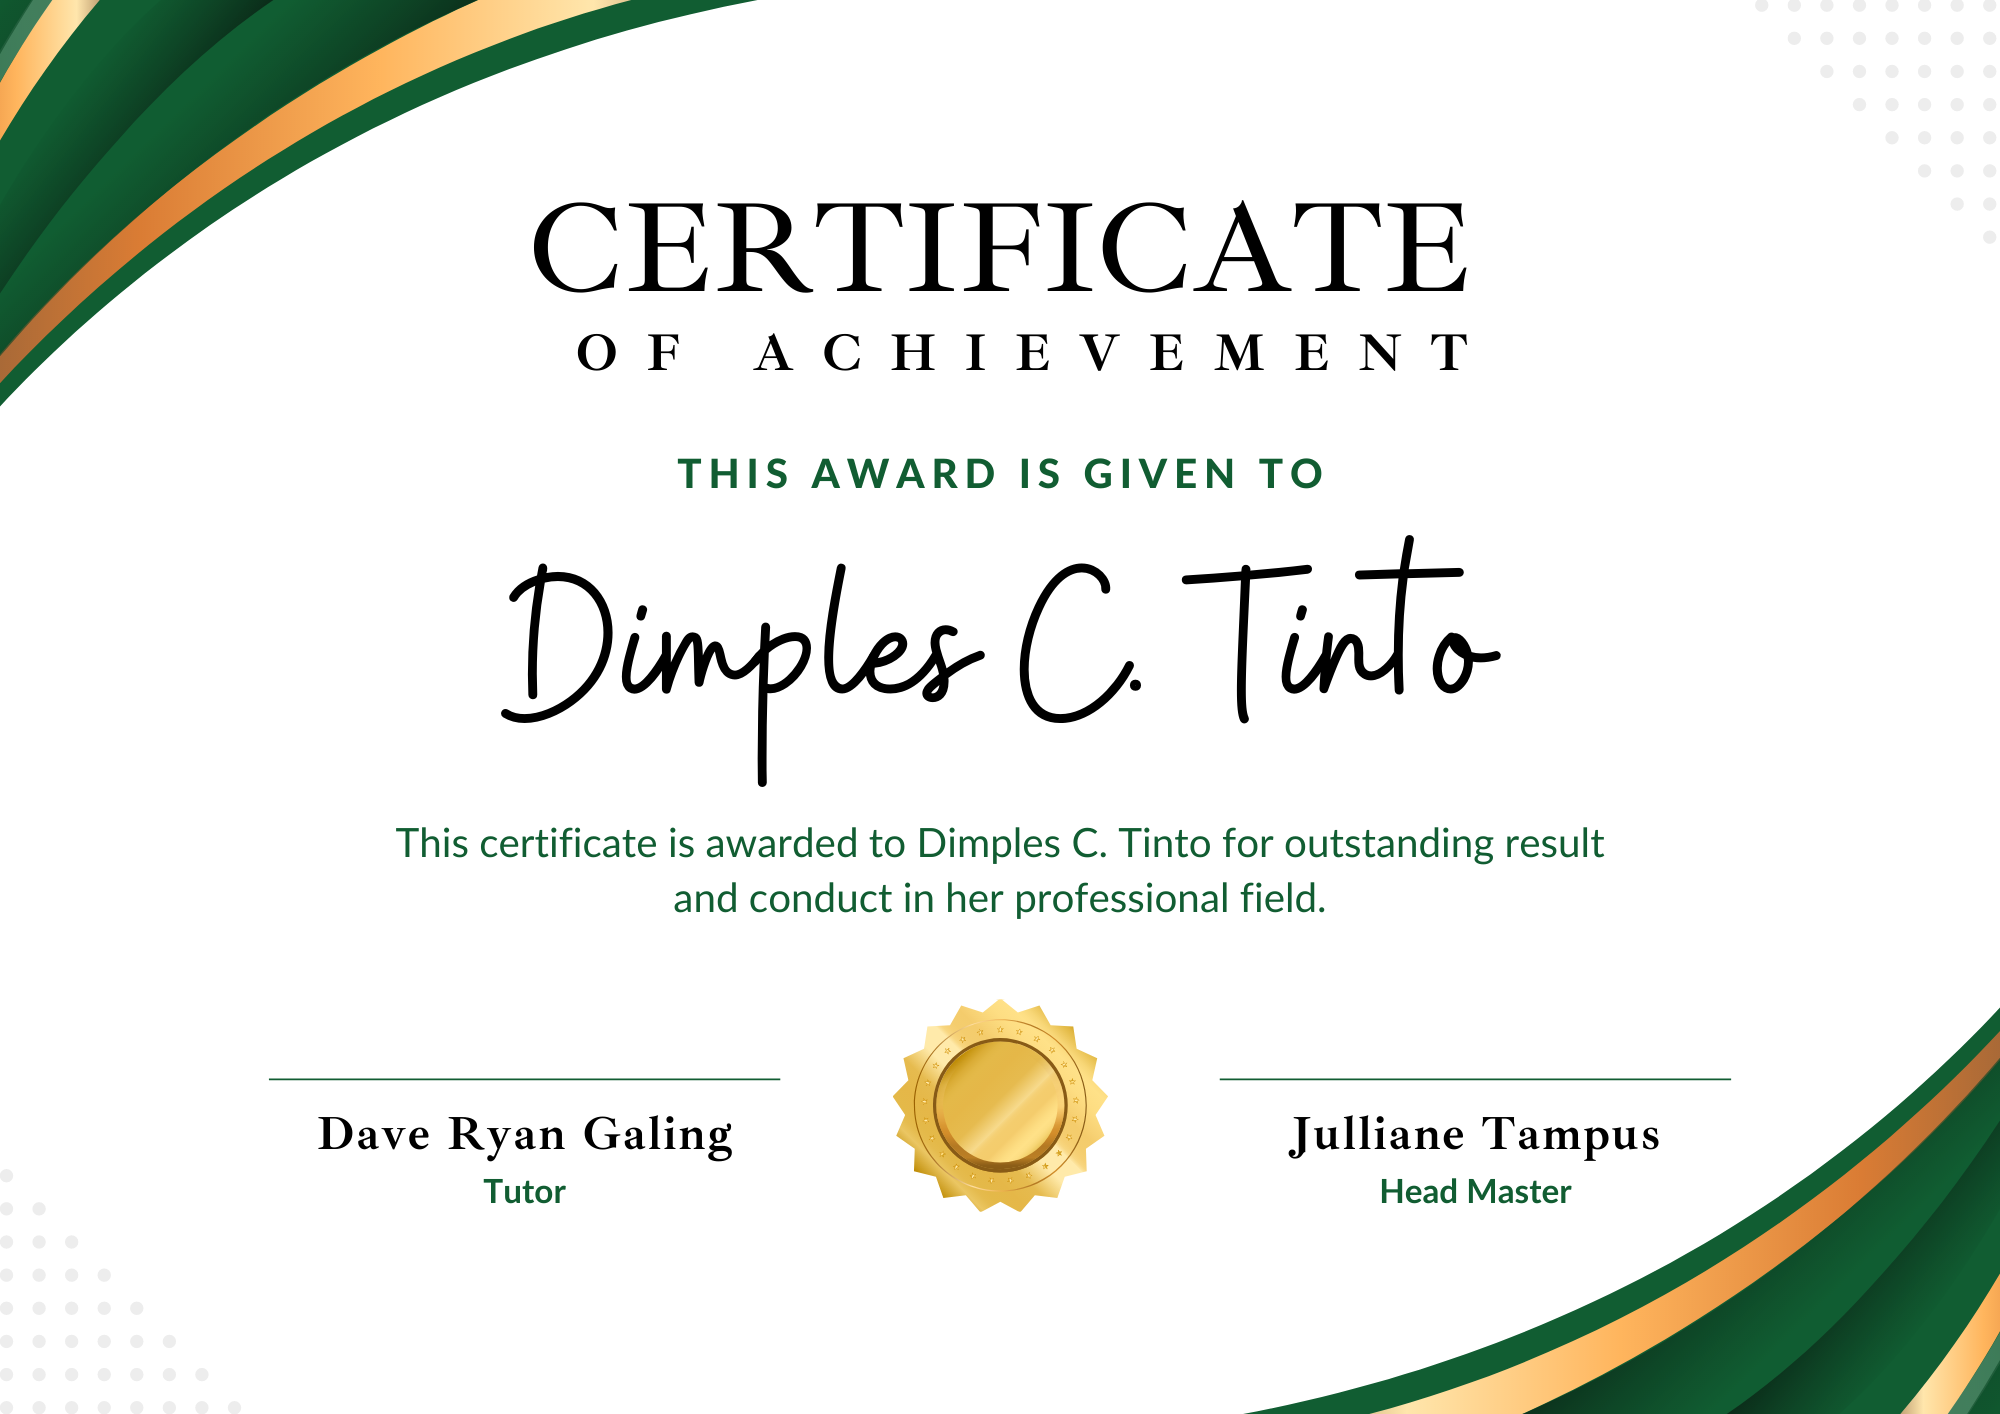 CERTIFICATE
OF ACHIEVEMENT
THIS AWARD IS GIVEN TO
Dimples C. Tinto
This certificate is awarded to Dimples C. Tinto for outstanding result
and conduct in her professional field.
Dave Ryan Galing
Tutor
Julliane Tampus
Head Master